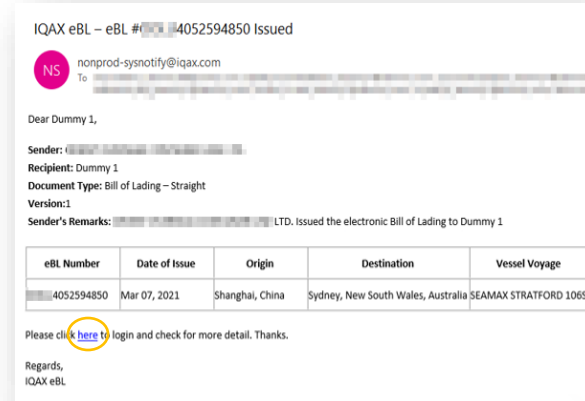 IQAX eBL – eBL # 4052594850 Issued
NS
nonprod-sysnotify@iqax.com
To
Dear Dummy 1,
Sender:
Recipient: Dummy 1
Document Type: Bill of Lading – Straight
Version:1
Sender's Remarks: LTD. Issued the electronic Bill of Lading to Dummy 1
eBL Number Date of Issue Origin Destination Vessel Voyage
4052594850 Mar 07, 2021 Shanghai, China Sydney, New South Wales, Australia SEAMAX STRATFORD
Please click here to login and check for more detail. Thanks.
Regards,
IQAX eBL